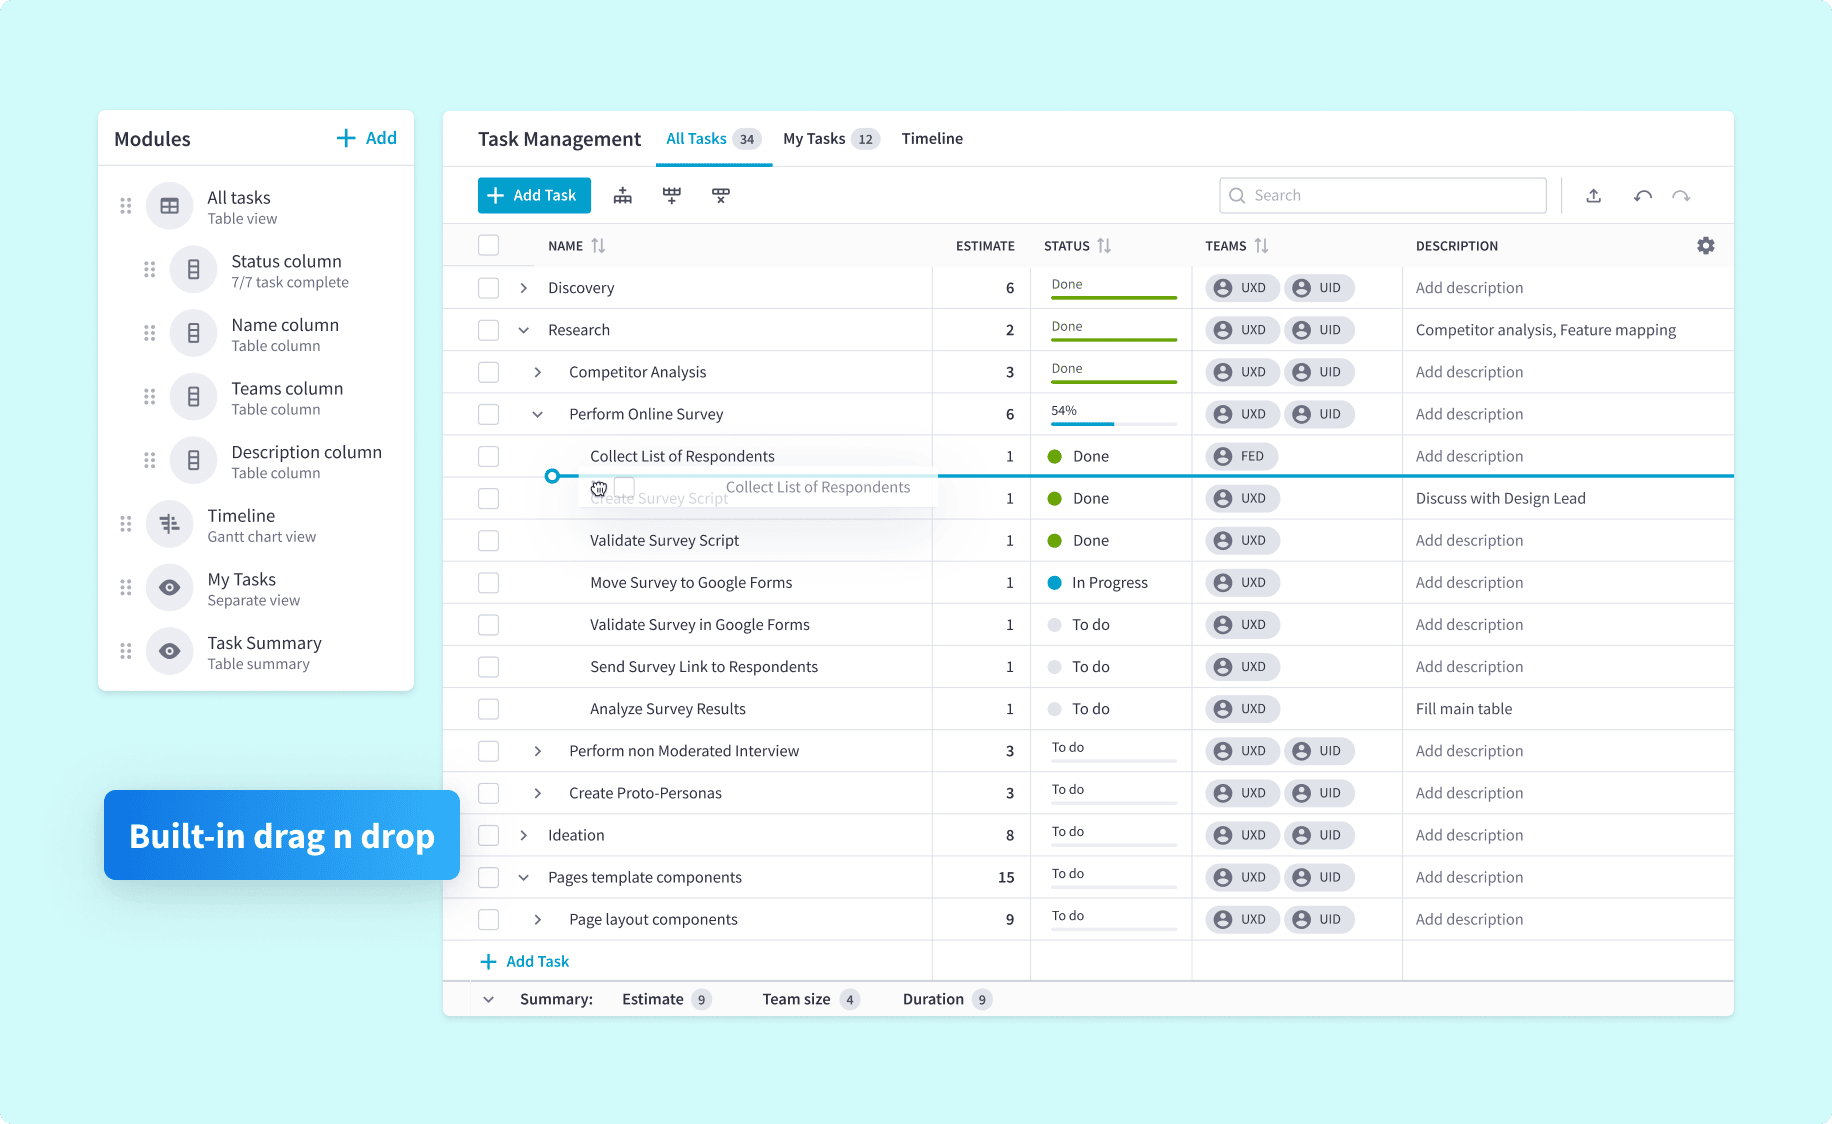 Modules
Add
All tasks
Table view
Status column
7/7 task complete
Name column
Table column
Teams column
Table column
Description column
Table column
Timeline
Gantt chart view
My Tasks
Separate view
Task Summary
Table summary
Built-in drag n drop
Task Management All Tasks 34 My Tasks 12 Timeline
Add Task Search
NAME ESTIMATE STATUS TEAMS DESCRIPTION
Discovery 6 Done UXD UID Add description
Research 2 Done UXD UID Competitor analysis, Feature mapping
Competitor Analysis 3 Done UXD UID Add description
Perform Online Survey 6 54% UXD UID Add description
Collect List of Respondents 1 Done FED Add description
Collect List of Respondents
Create Survey Script 1 Done UXD Discuss with Design Lead
Validate Survey Script 1 Done UXD Add description
Move Survey to Google Forms 1 In Progress UXD Add description
Validate Survey in Google Forms 1 To do UXD Add description
Send Survey Link to Respondents 1 To do UXD Add description
Analyze Survey Results 1 To do UXD Fill main table
Perform non Moderated Interview 3 To do UXD UID Add description
Create Proto-Personas 3 To do UXD UID Add description
Ideation 8 To do UXD UID Add description
Pages template components 15 To do UXD UID Add description
Page layout components 9 To do UXD UID Add description
Add Task
Summary: Estimate 9 Team size 4 Duration 9